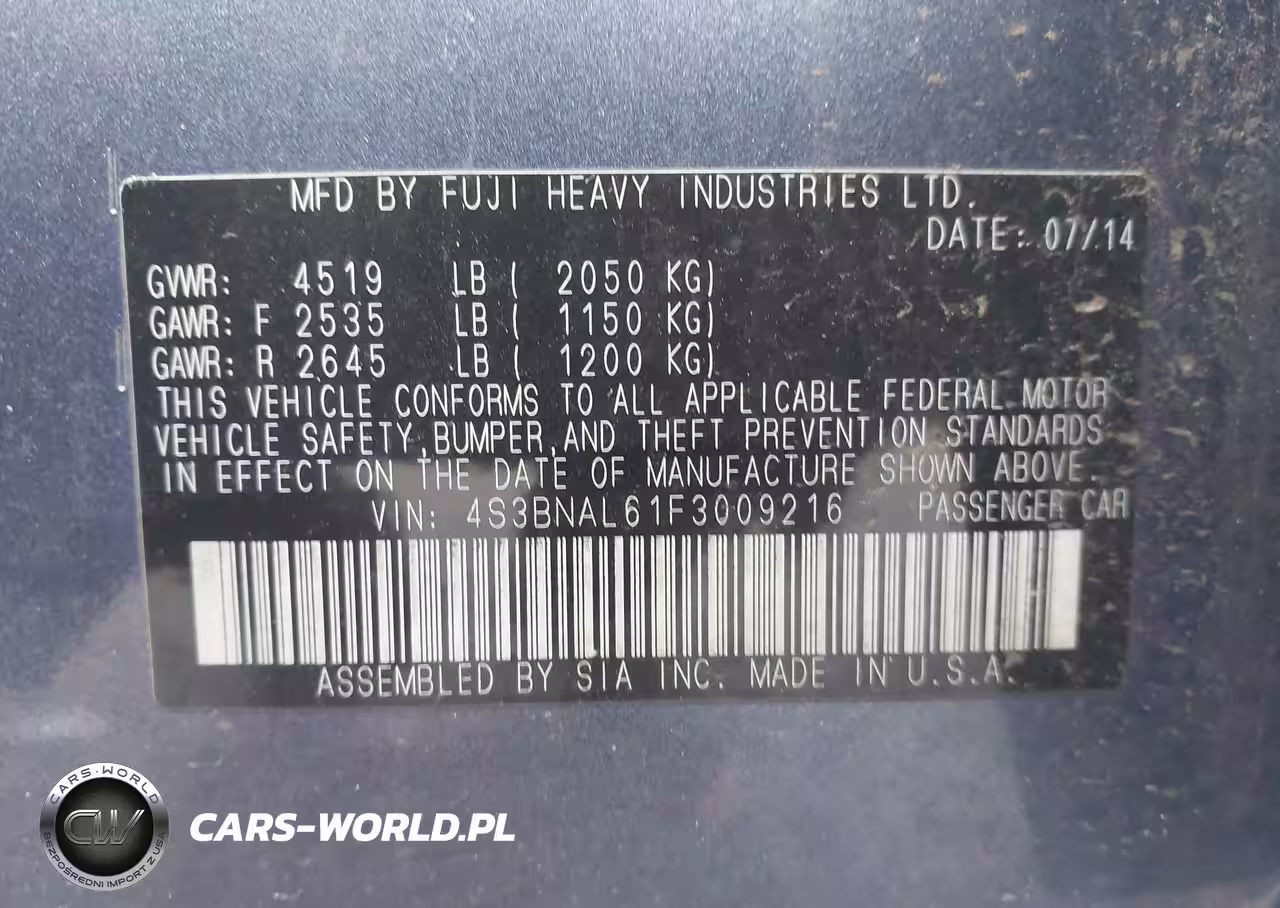 MFD BY FUJI HEAVY INDUSTRIES LTD.
DATE: 07/14
GVWR: 4519 LB ( 2050 KG)
GAWR: F 2535 LB ( 1150 KG)
GAWR: R 2645 LB ( 1200 KG)
THIS VEHICLE CONFORMS TO ALL APPLICABLE FEDERAL MOTOR
VEHICLE SAFETY,BUMPER,AND THEFT PREVENTION STANDARDS
IN EFFECT ON THE DATE OF MANUFACTURE SHOWN ABOVE.
VIN: 4S3BNAL61F3009216 PASSENGER CAR
ASSEMBLED BY SIA INC. MADE IN U.S.A.
CARS-WORLD
CW
BEZPOŚREDNI IMPORT Z USA
CARS-WORLD.PL